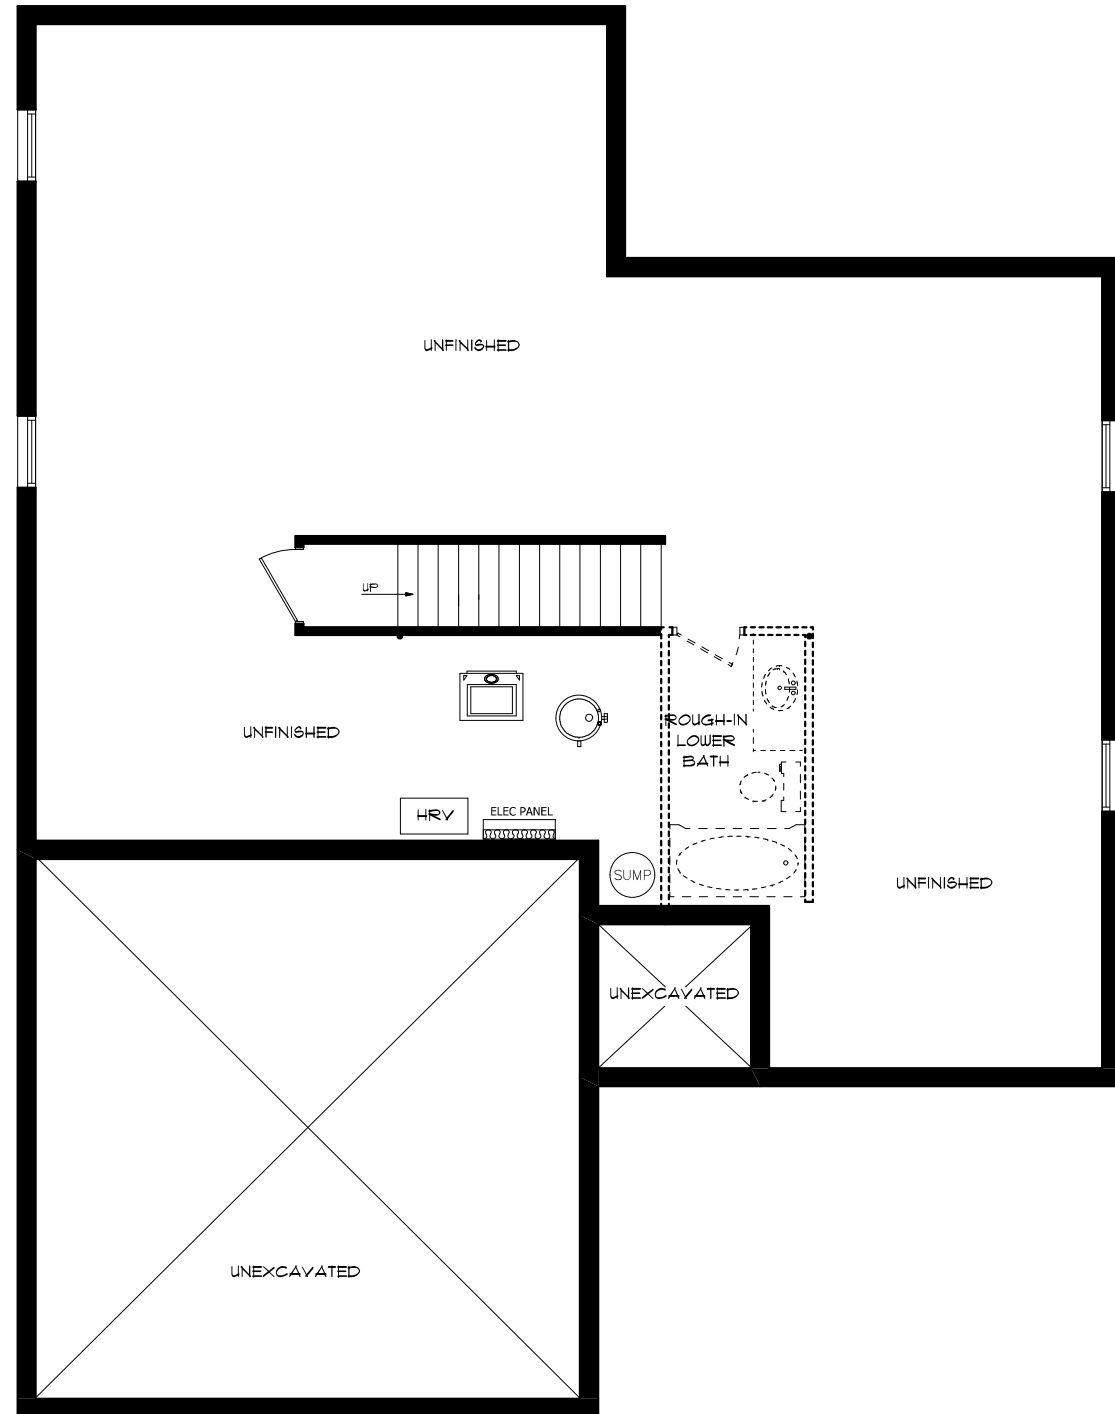 UNFINISHED
UP
UNFINISHED
ROUGH-IN
LOWER
BATH
HRV
ELEC PANEL
SUMP
UNFINISHED
UNEXCAVATED
UNEXCAVATED